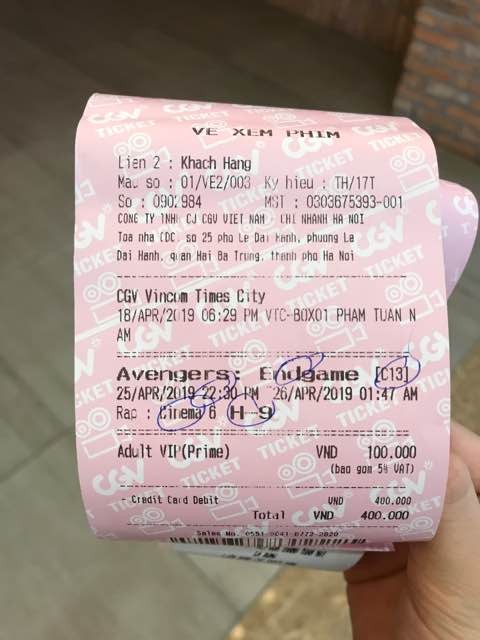 VE XEM PHIM
Lien 2 : Khach Hang
Mau so : 01/VE2/003 Ky hieu : TH/17T
So : 0902984 MST : 0303675393-001
CONG TY TNHH CJ CGV VIET NAM - CHI NHANH HA NOI
Toa nha CDC, so 25 pho Le Dai Hanh, phuong Le
Dai Hanh, quan Hai Ba Trung, thanh pho Ha Noi
CGV Vincom Times City
18/APR/2019 06:29 PM VTC-BOX01 PHAM TUAN N
AM
Avengers: Endgame [C13]
25/APR/2019 22:30 PM ~26/APR/2019 01:47 AM
Rap : Cinema 6 H-9
Adult VIP(Prime) VND 100.000
(bao gom 5% VAT)
- Credit Card Debit VND 400.000
Total VND 400.000
Sales No.
CGV
TICKET